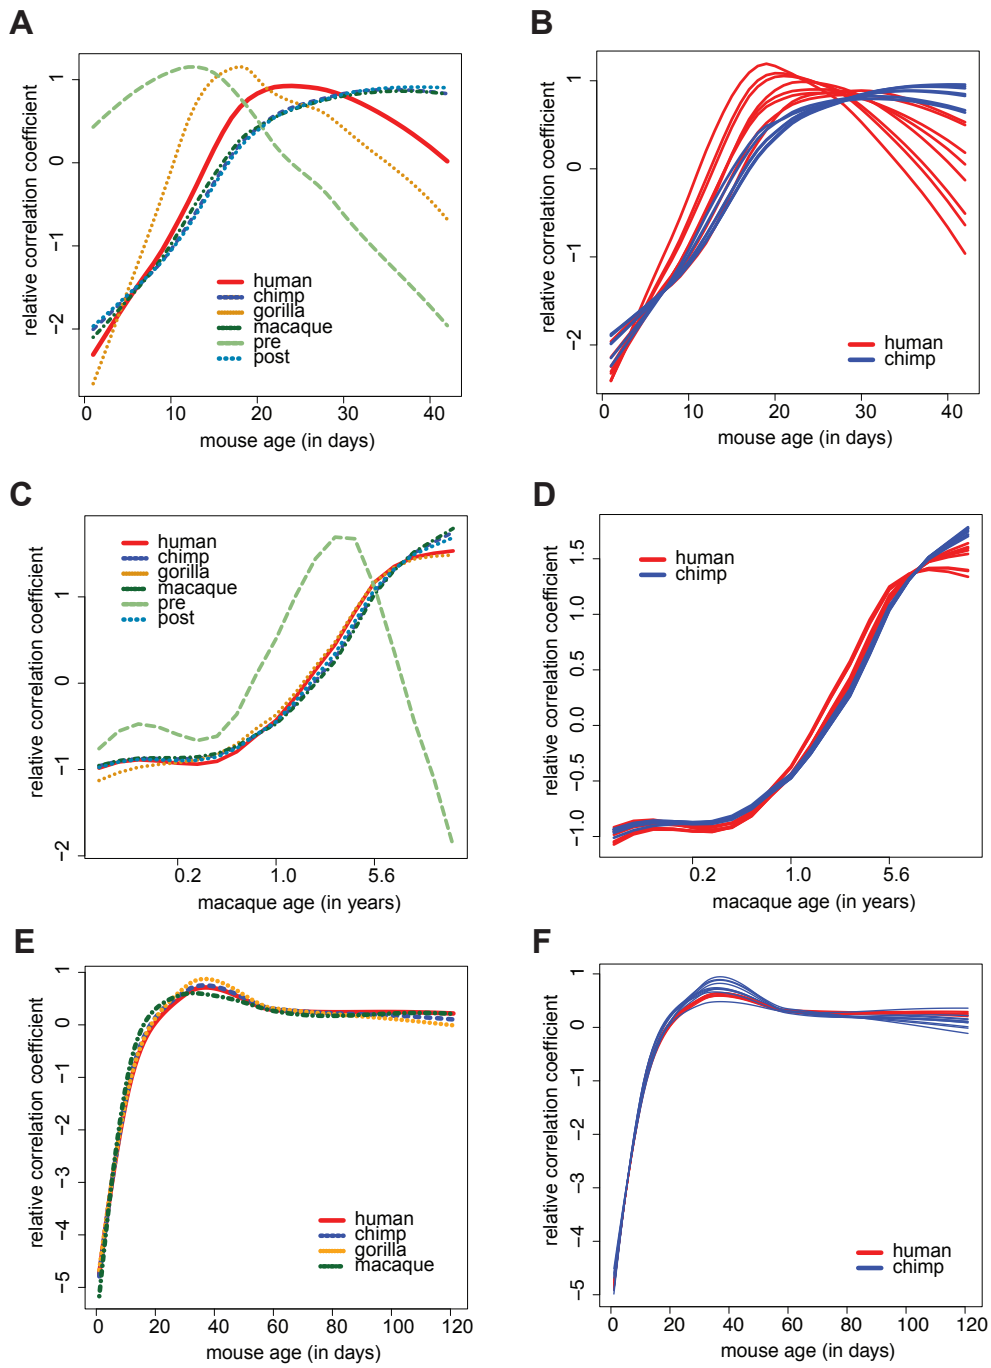 A
relative correlation coefficient
1
0
−1
−2
human
chimp
gorilla
macaque
pre
post
0
10
20
30
40
mouse age (in days)
B
relative correlation coefficient
1
0
−1
−2
human
chimp
0
10
20
30
40
mouse age (in days)
C
relative correlation coefficient
1
0
−1
−2
human
chimp
gorilla
macaque
pre
post
0.2
1.0
5.6
macaque age (in years)
D
relative correlation coefficient
1.5
1.0
0.5
0.0
−0.5
−1.0
human
chimp
0.2
1.0
5.6
macaque age (in years)
E
relative correlation coefficient
1
0
−1
−2
−3
−4
−5
human
chimp
gorilla
macaque
0
20
40
60
80
100
120
mouse age (in days)
F
relative correlation coefficient
1
0
−1
−2
−3
−4
−5
human
chimp
0
20
40
60
80
100
120
mouse age (in days)